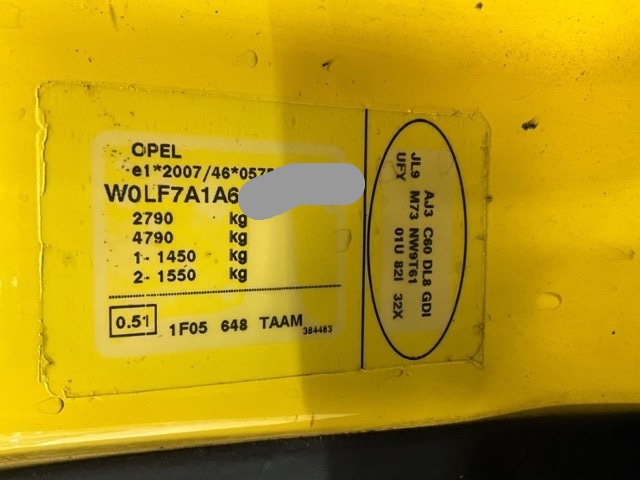 OPEL
e1*2007/46*0575
W0LF7A1A6
2790 kg
4790 kg
1- 1450 kg
2- 1550 kg
0.51 1F05 648 TAAM 384483
AJ3 C60 DL8 GDI
JL9 M73 NW9T61
UFY 01U 82I 32X